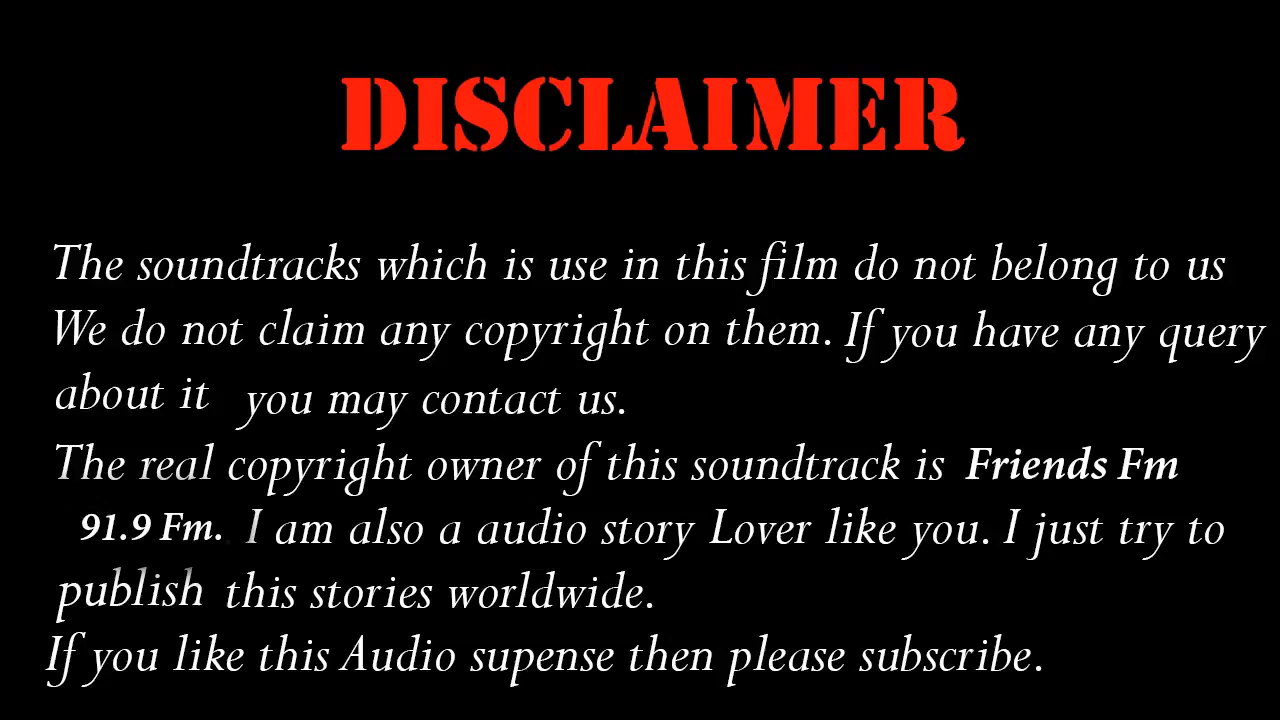 DISCLAIMER
The soundtracks which is use in this film do not belong to us
We do not claim any copyright on them. If you have any query
about it you may contact us.
The real copyright owner of this soundtrack is Friends Fm
91.9 Fm. I am also a audio story Lover like you. I just try to
publish this stories worldwide.
If you like this Audio supense then please subscribe.